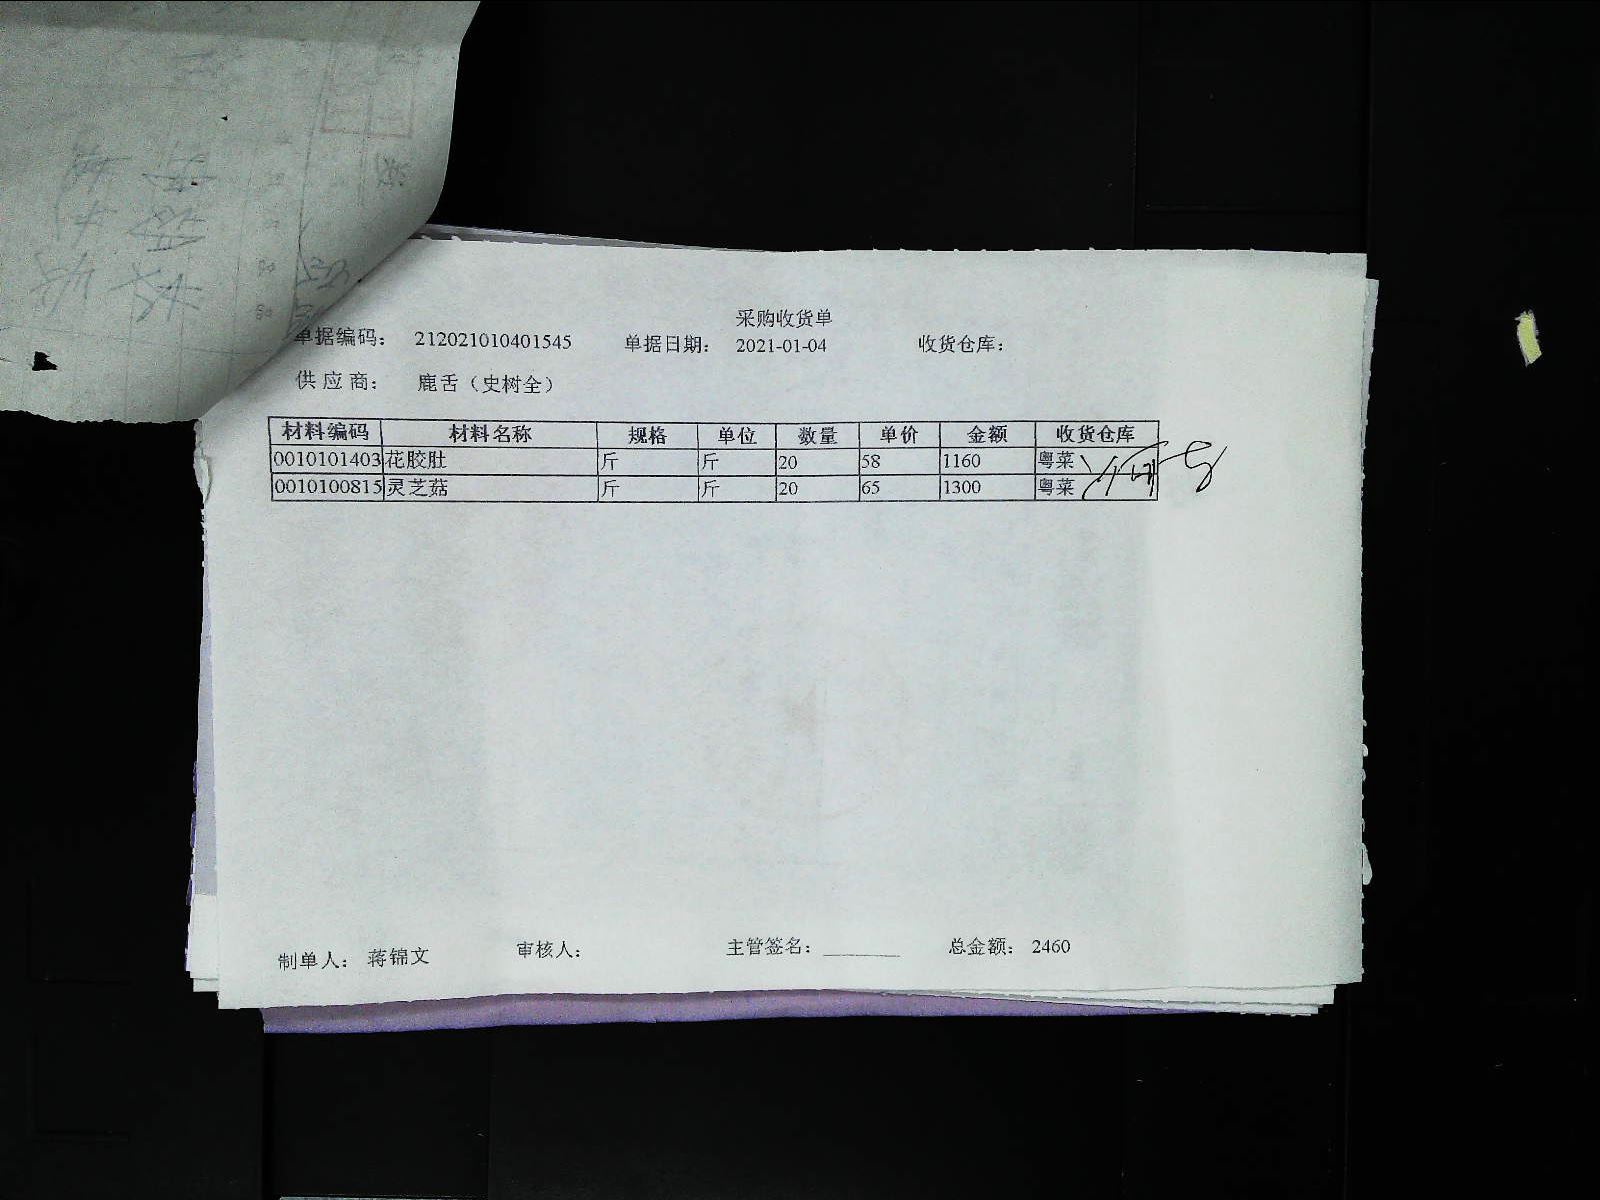 采购收货单
单据编码： 212021010401545 单据日期： 2021-01-04 收货仓库：
供应商： 鹿舌（史树全）
材料编码 材料名称 规格 单位 数量 单价 金额 收货仓库
0010101403 花胶肚 斤 斤 20 58 1160 粤菜
0010100815 灵芝菇 斤 斤 20 65 1300 粤菜
制单人： 蒋锦文 审核人： 主管签名：________ 总金额： 2460